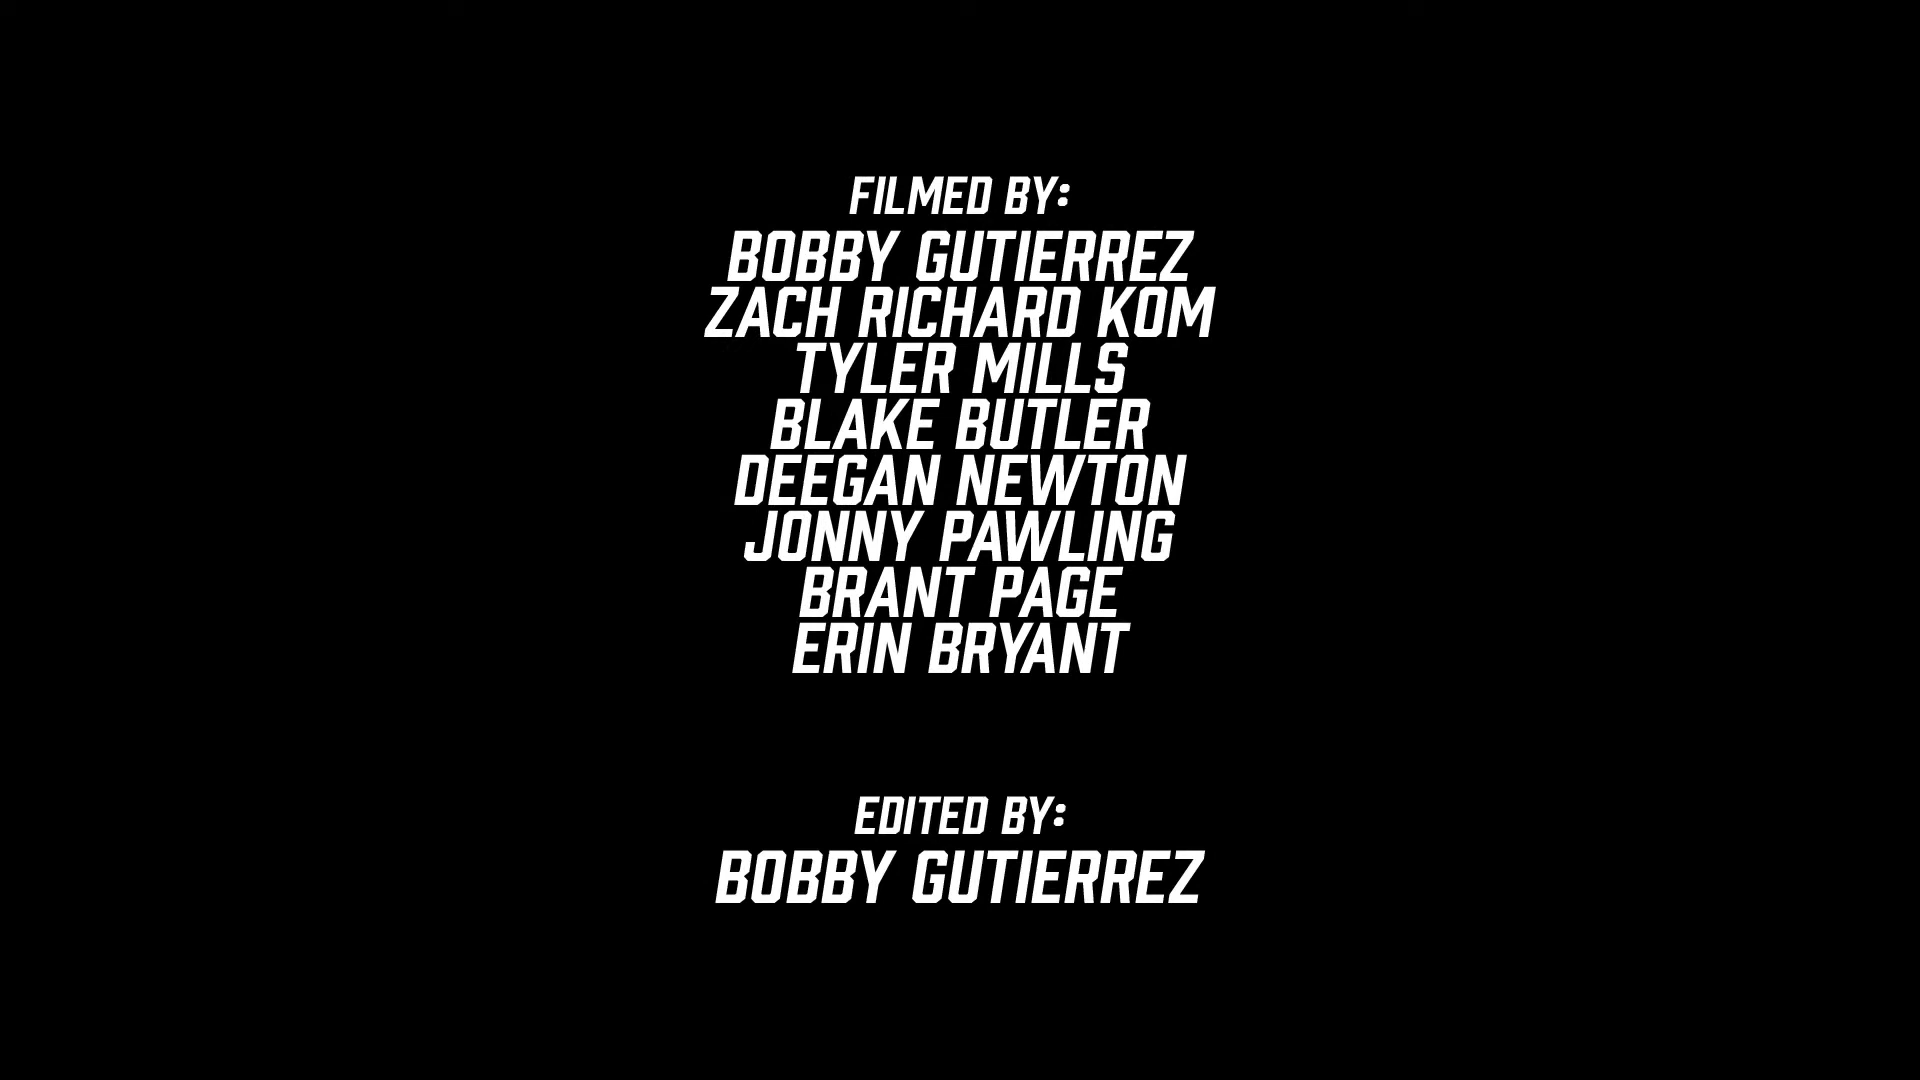 FILMED BY:
BOBBY GUTIERREZ
ZACH RICHARD KOM
TYLER MILLS
BLAKE BUTLER
DEEGAN NEWTON
JONNY PAWLING
BRANT PAGE
ERIN BRYANT
EDITED BY:
BOBBY GUTIERREZ